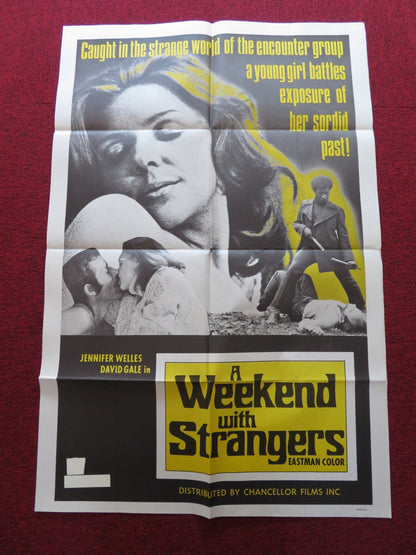 Caught in the strange world of the encounter group
a young girl battles
exposure of
her sordid
past!
JENNIFER WELLES
DAVID GALE in
A
Weekend
with
Strangers
EASTMAN COLOR
DISTRIBUTED BY CHANCELLOR FILMS INC.